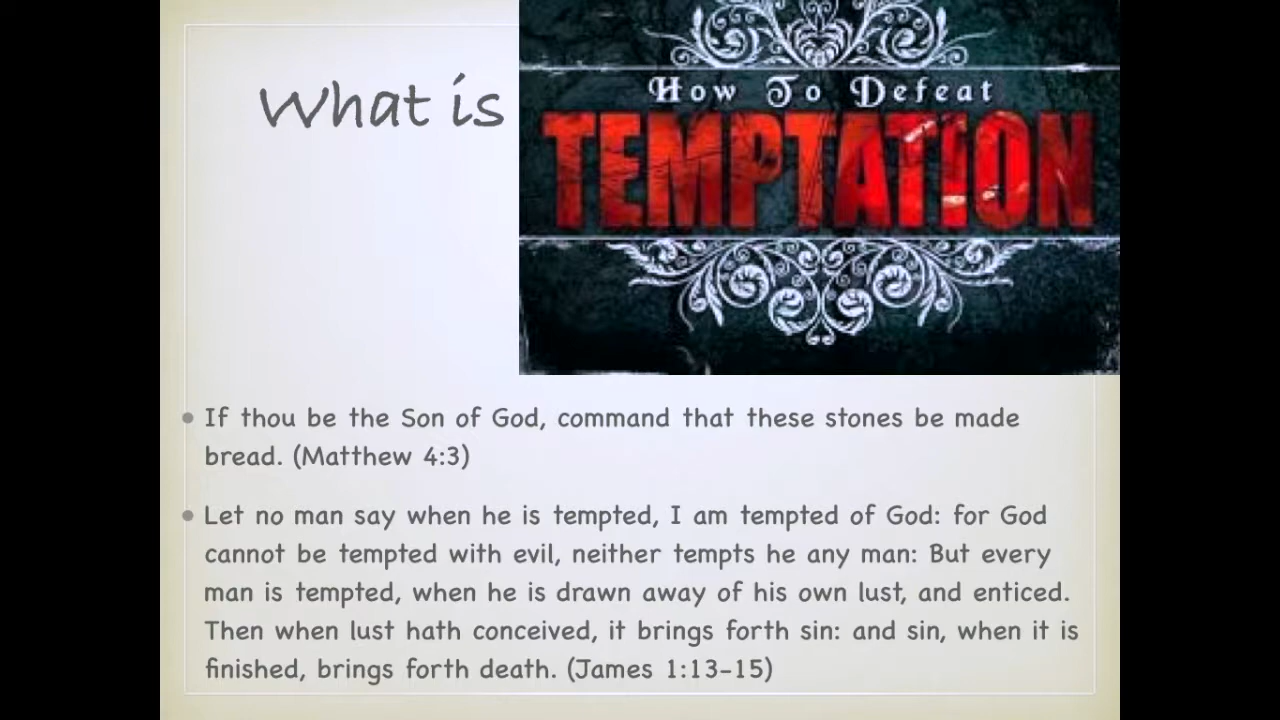 What is
How To Defeat
TEMPTATION
• If thou be the Son of God, command that these stones be made
bread. (Matthew 4:3)
• Let no man say when he is tempted, I am tempted of God: for God
cannot be tempted with evil, neither tempts he any man: But every
man is tempted, when he is drawn away of his own lust, and enticed.
Then when lust hath conceived, it brings forth sin: and sin, when it is
finished, brings forth death. (James 1:13-15)